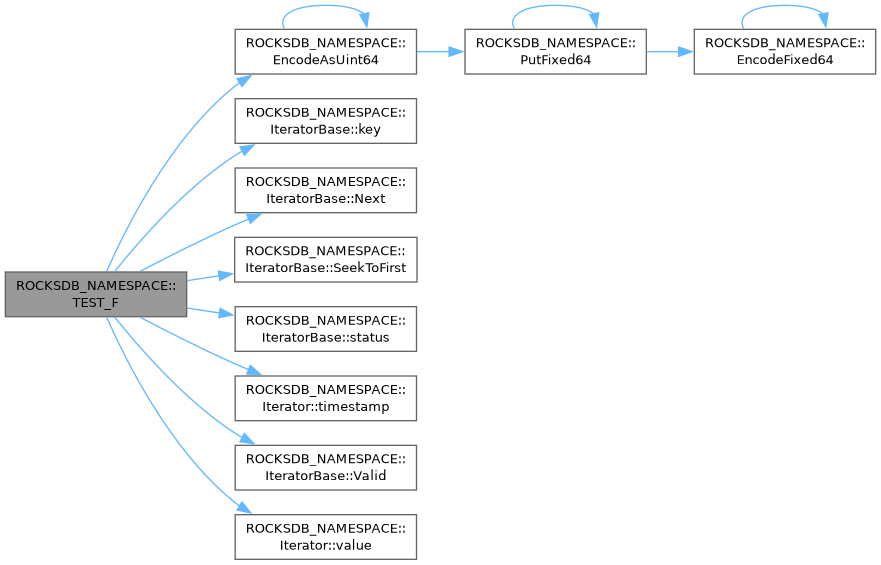 ROCKSDB_NAMESPACE::
TEST_F
ROCKSDB_NAMESPACE::
EncodeAsUint64
ROCKSDB_NAMESPACE::
PutFixed64
ROCKSDB_NAMESPACE::
EncodeFixed64
ROCKSDB_NAMESPACE::
IteratorBase::key
ROCKSDB_NAMESPACE::
IteratorBase::Next
ROCKSDB_NAMESPACE::
IteratorBase::SeekToFirst
ROCKSDB_NAMESPACE::
IteratorBase::status
ROCKSDB_NAMESPACE::
Iterator::timestamp
ROCKSDB_NAMESPACE::
IteratorBase::Valid
ROCKSDB_NAMESPACE::
Iterator::value